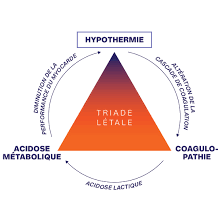 HYPOTHERMIE
DIMINUTION DE LA
PERFORMANCE DU MYOCARDE
ALTÉRATION DE LA
CASCADE DE COAGULATION
TRIADE
LÉTALE
ACIDOSE
MÉTABOLIQUE
COAGULO-
PATHIE
ACIDOSE LACTIQUE